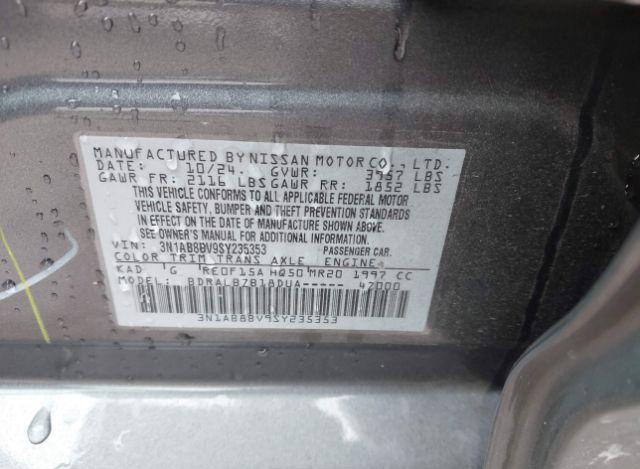 MANUFACTURED BY NISSAN MOTOR CO., LTD.
DATE: 10/24. GVWR: 3967 LBS
GAWR FR: 2116 LBS GAWR RR: 1852 LBS
THIS VEHICLE CONFORMS TO ALL APPLICABLE FEDERAL MOTOR
VEHICLE SAFETY, BUMPER AND THEFT PREVENTION STANDARDS
IN EFFECT ON THE DATE OF MANUFACTURE SHOWN ABOVE.
SEE OWNER'S MANUAL FOR ADDITIONAL INFORMATION.
VIN: 3N1AB8BV9SY235353 PASSENGER CAR.
COLOR TRIM TRANS AXLE ENGINE
KAD G RE0F15A HQ50 MR20 1997 CC
MODEL: BDRALBZB18DUA----- 47000
3N1AB8BV9SY235353